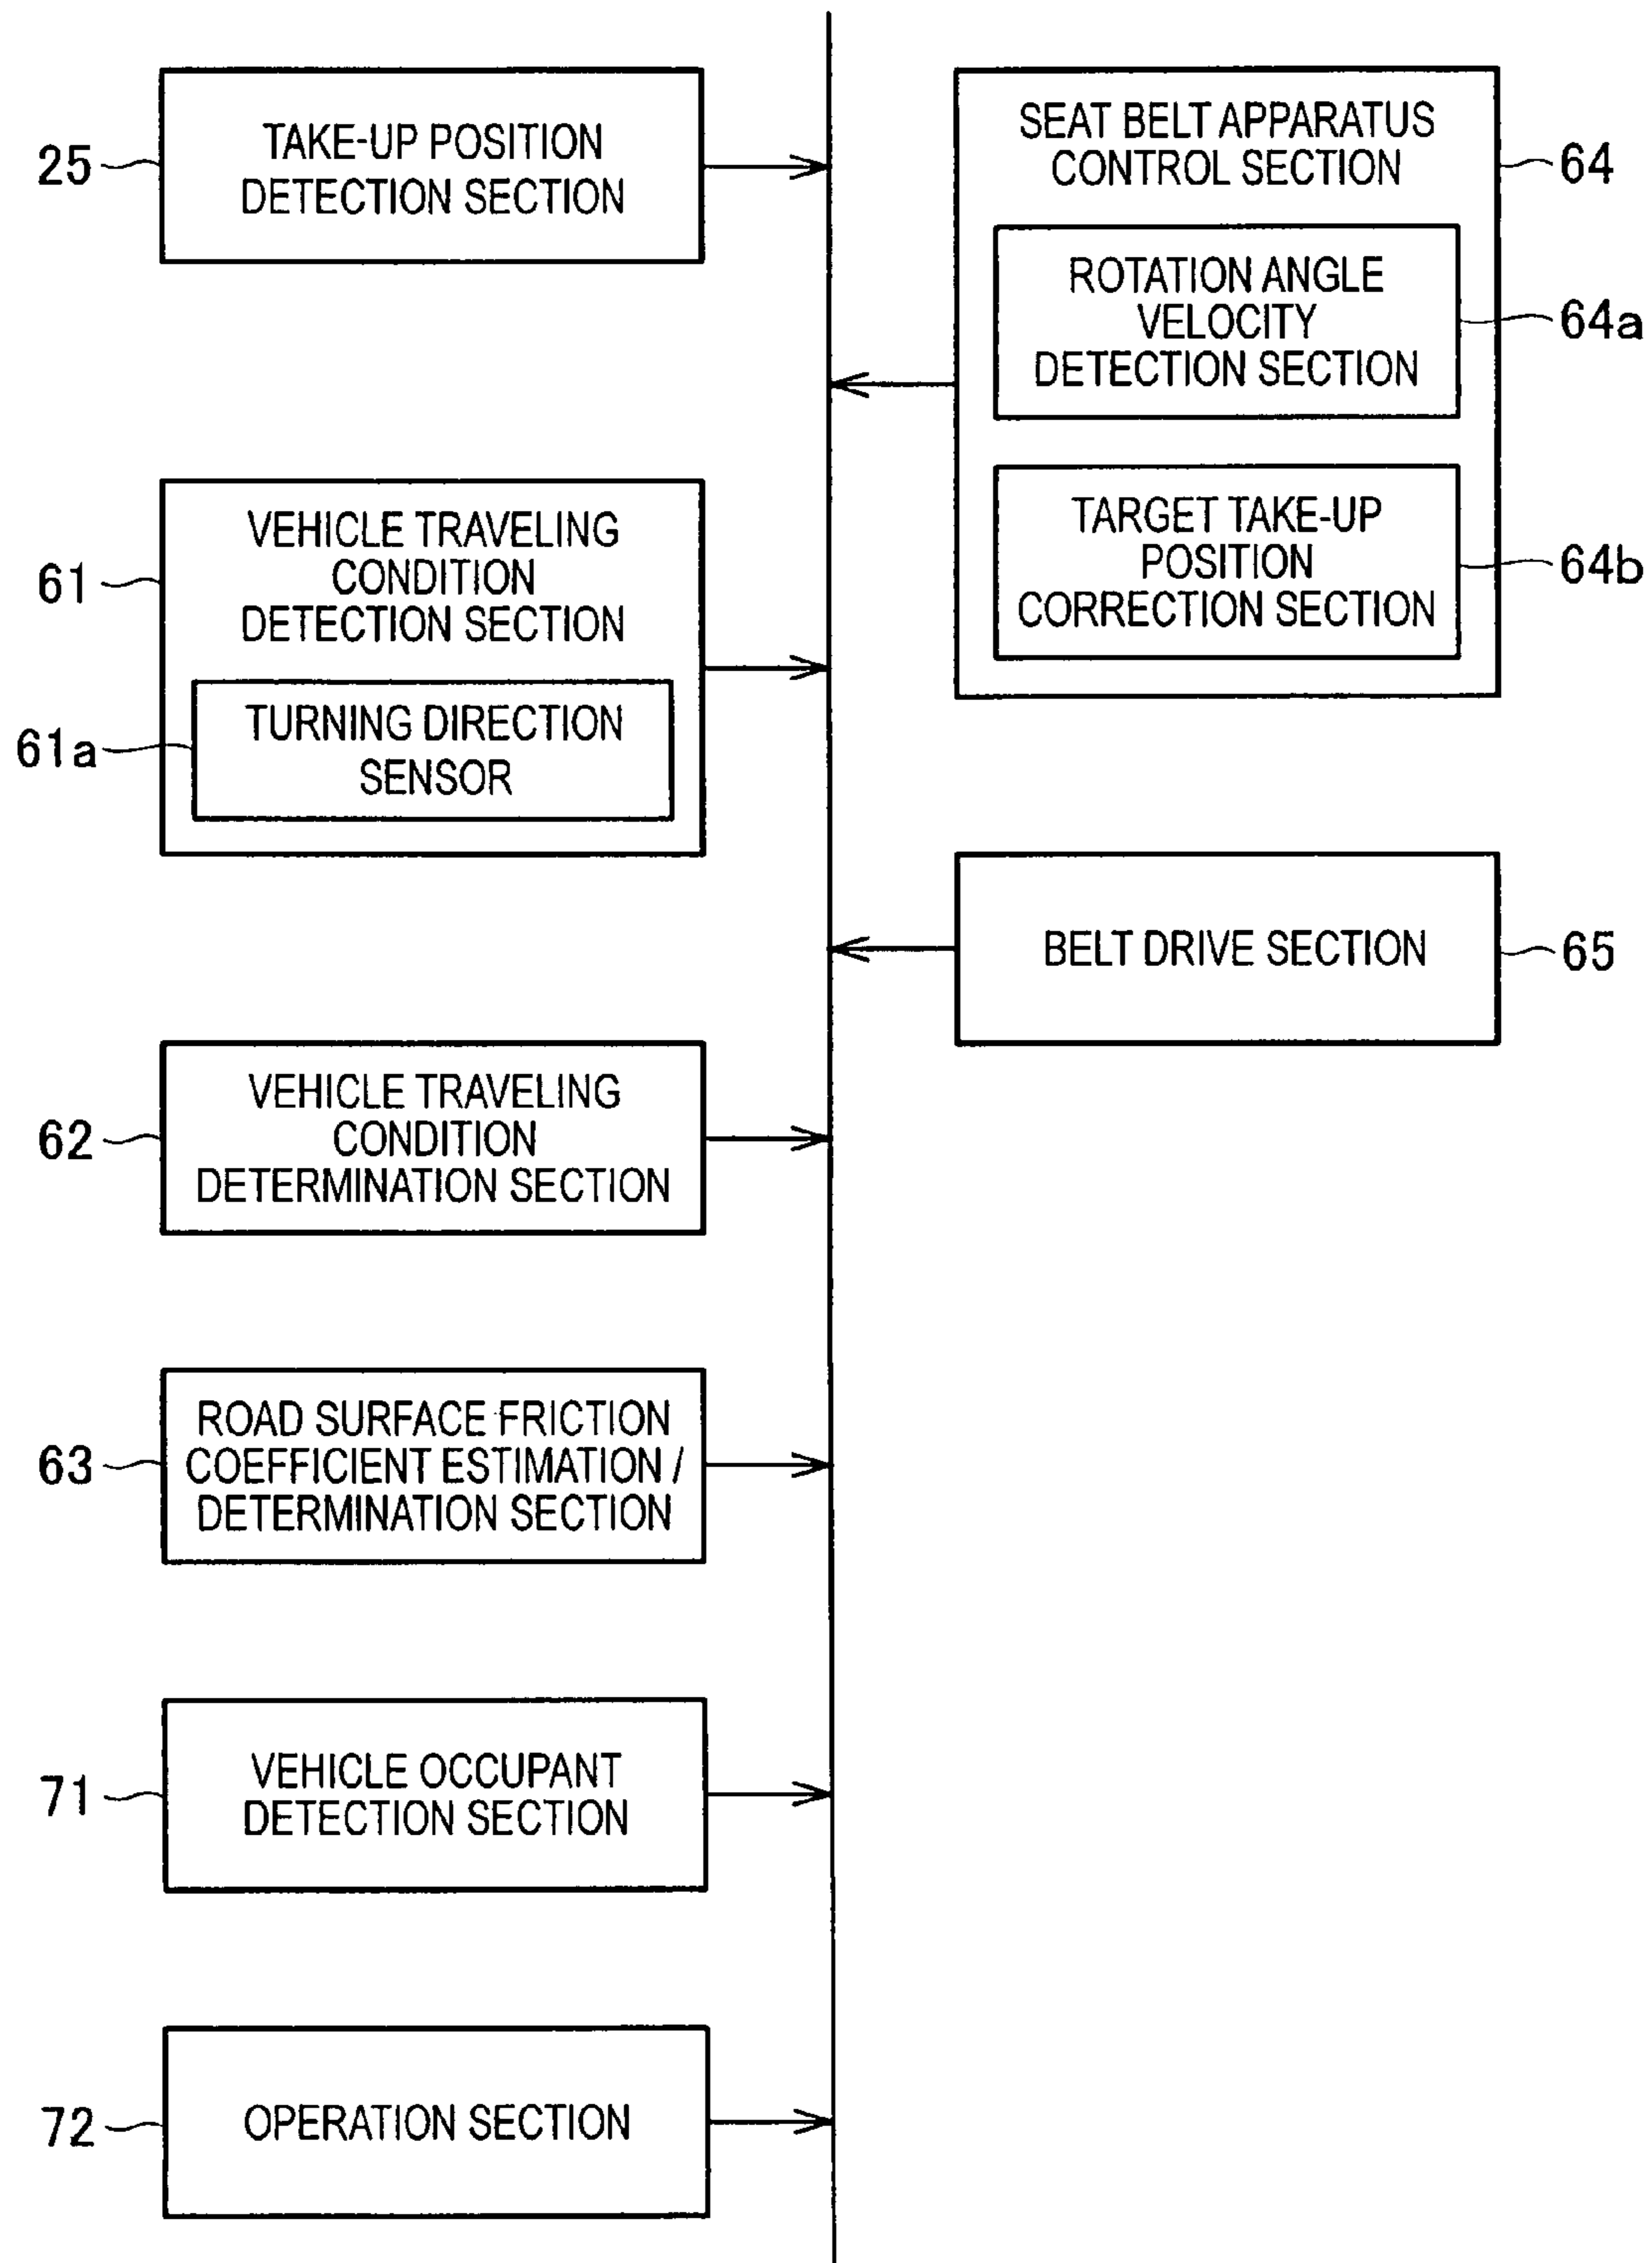 25
TAKE-UP POSITION
DETECTION SECTION
61
VEHICLE TRAVELING
CONDITION
DETECTION SECTION
61a
TURNING DIRECTION
SENSOR
62
VEHICLE TRAVELING
CONDITION
DETERMINATION SECTION
63
ROAD SURFACE FRICTION
COEFFICIENT ESTIMATION /
DETERMINATION SECTION
71
VEHICLE OCCUPANT
DETECTION SECTION
72
OPERATION SECTION
SEAT BELT APPARATUS
CONTROL SECTION
64
ROTATION ANGLE
VELOCITY
DETECTION SECTION
64a
TARGET TAKE-UP
POSITION
CORRECTION SECTION
64b
BELT DRIVE SECTION
65